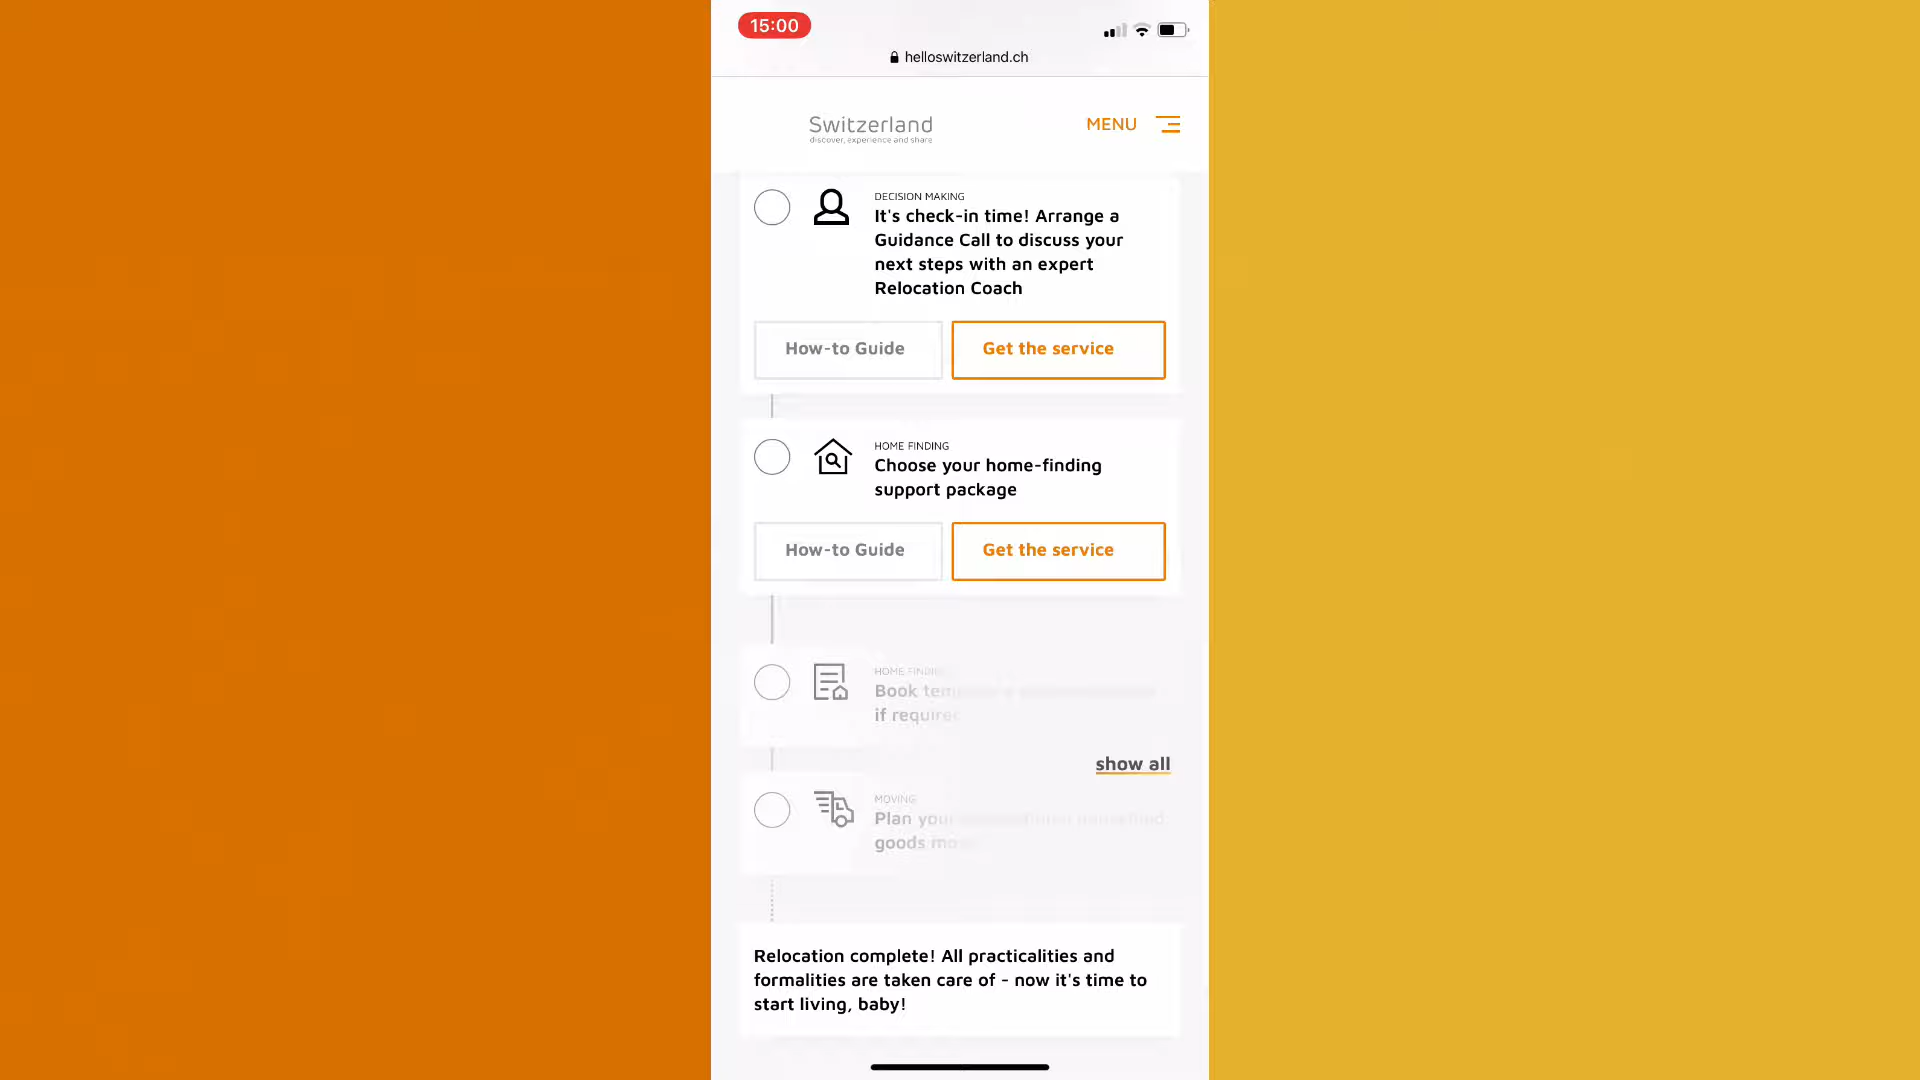 15:00
helloswitzerland.ch
Switzerland
discover, experience and share
MENU
DECISION MAKING
It's check-in time! Arrange a
Guidance Call to discuss your
next steps with an expert
Relocation Coach
How-to Guide
Get the service
HOME FINDING
Choose your home-finding
support package
How-to Guide
Get the service
HOME FINDING
Book
if required
show all
MOVING
Plan your
goods
Relocation complete! All practicalities and
formalities are taken care of - now it's time to
start living, baby!